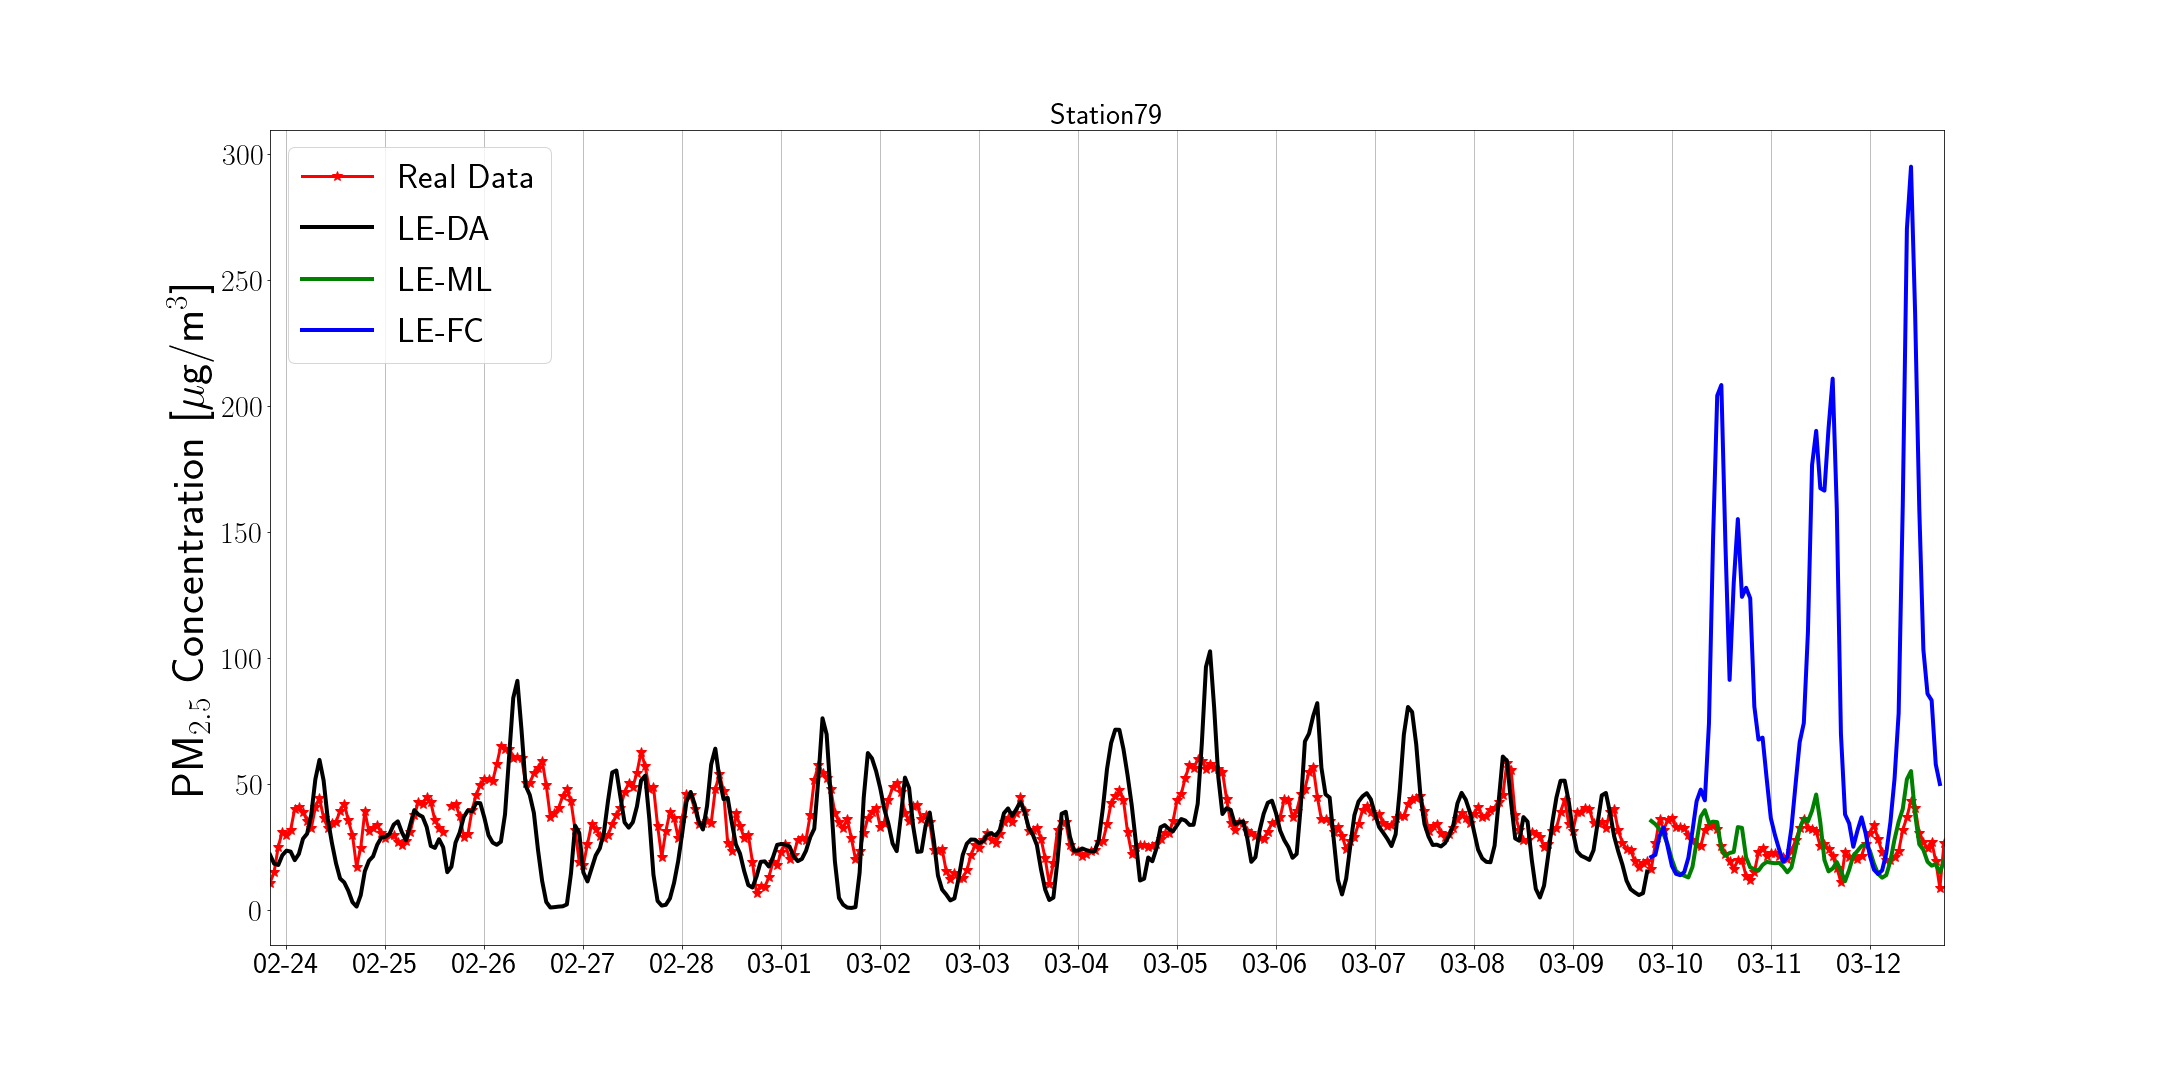 Station79
300
250
200
150
100
50
0
PM2.5 Concentration [μg/m³]
Real Data
LE-DA
LE-ML
LE-FC
02-24 02-25 02-26 02-27 02-28 03-01 03-02 03-03 03-04 03-05 03-06 03-07 03-08 03-09 03-10 03-11 03-12